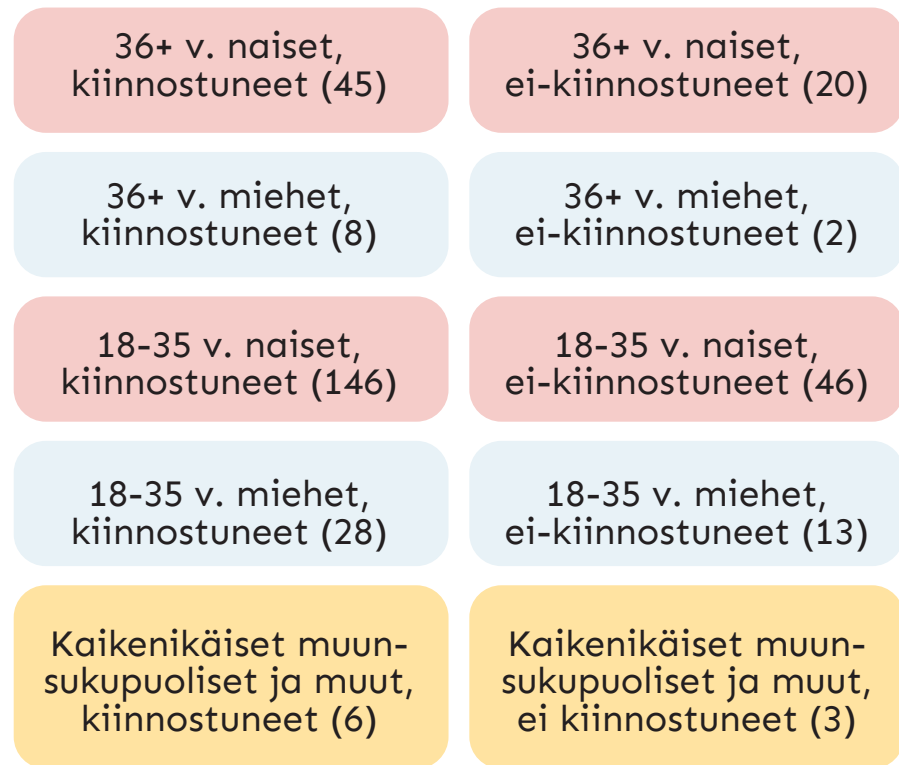 36+ v. naiset,
kiinnostuneet (45)
36+ v. naiset,
ei-kiinnostuneet (20)
36+ v. miehet,
kiinnostuneet (8)
36+ v. miehet,
ei-kiinnostuneet (2)
18-35 v. naiset,
kiinnostuneet (146)
18-35 v. naiset,
ei-kiinnostuneet (46)
18-35 v. miehet,
kiinnostuneet (28)
18-35 v. miehet,
ei-kiinnostuneet (13)
Kaikenikäiset muun-
sukupuoliset ja muut,
kiinnostuneet (6)
Kaikenikäiset muun-
sukupuoliset ja muut,
ei kiinnostuneet (3)